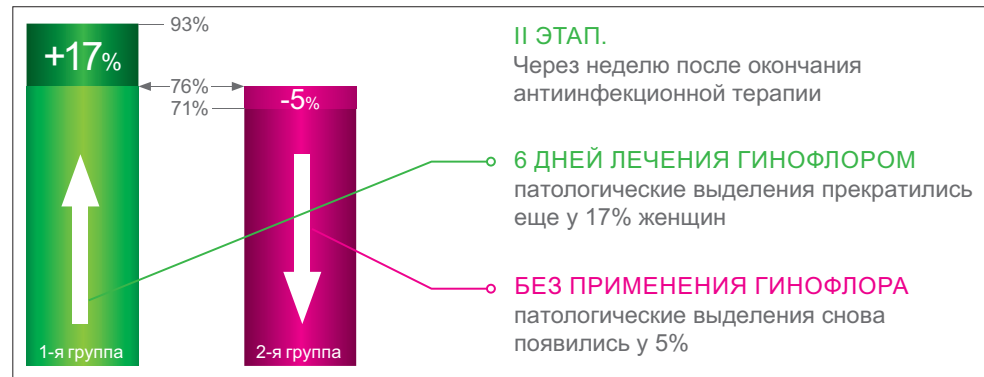 93%
+17%
76%
71%
-5%
1-я группа
2-я группа
II ЭТАП.
Через неделю после окончания
антиинфекционной терапии
6 ДНЕЙ ЛЕЧЕНИЯ ГИНОФЛОРОМ
патологические выделения прекратились
еще у 17% женщин
БЕЗ ПРИМЕНЕНИЯ ГИНОФЛОРА
патологические выделения снова
появились у 5%